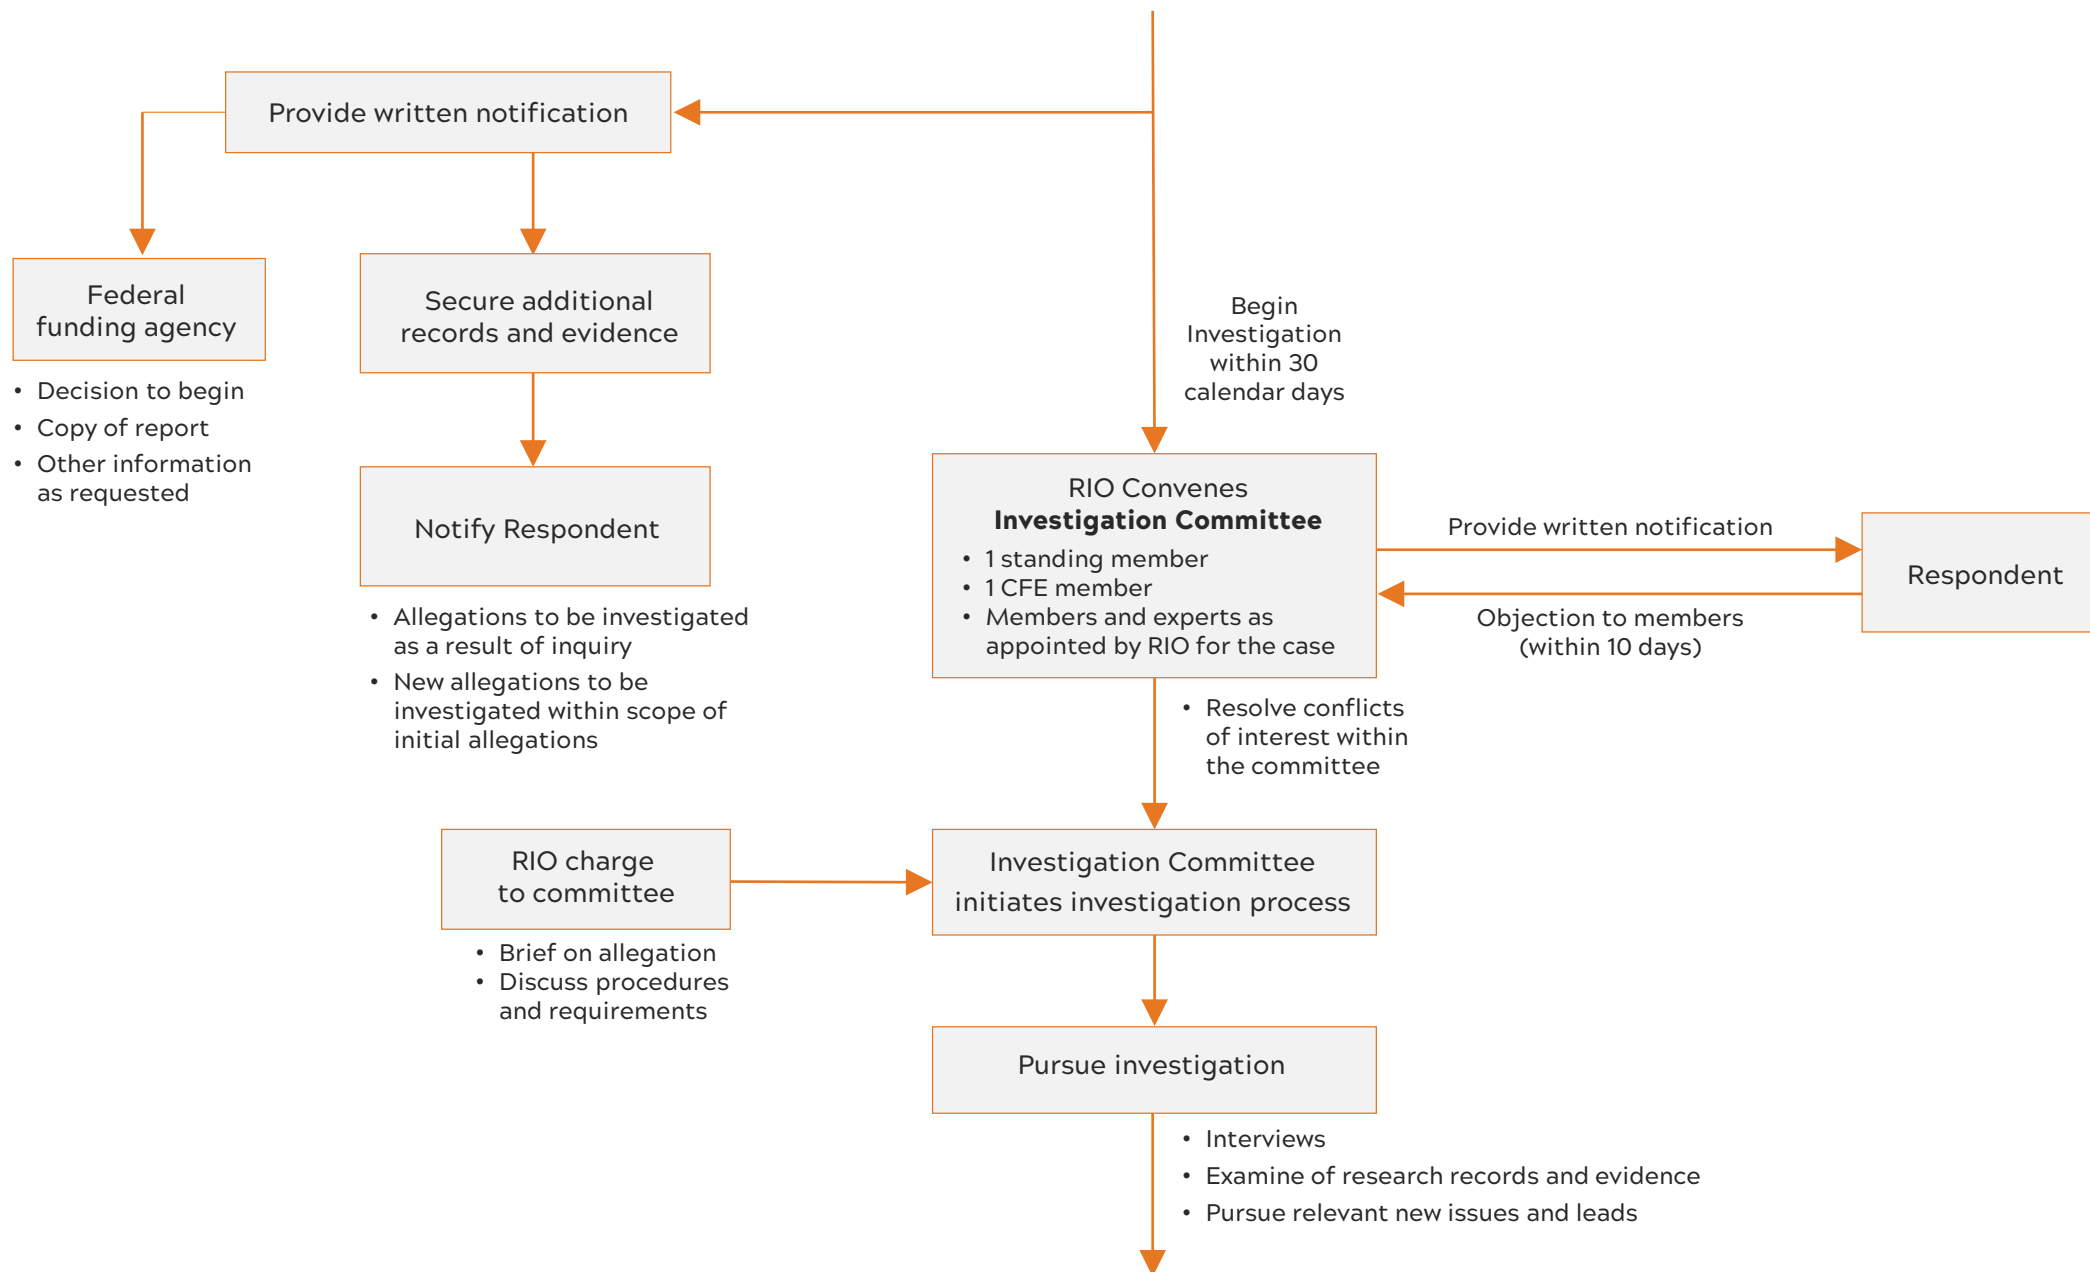 Provide written notification
Federal
funding agency
• Decision to begin
• Copy of report
• Other information
as requested
Secure additional
records and evidence
Notify Respondent
• Allegations to be investigated
as a result of inquiry
• New allegations to be
investigated within scope of
initial allegations
Begin
Investigation
within 30
calendar days
RIO Convenes
Investigation Committee
• 1 standing member
• 1 CFE member
• Members and experts as
appointed by RIO for the case
Provide written notification
Respondent
Objection to members
(within 10 days)
• Resolve conflicts
of interest within
the committee
RIO charge
to committee
• Brief on allegation
• Discuss procedures
and requirements
Investigation Committee
initiates investigation process
Pursue investigation
• Interviews
• Examine of research records and evidence
• Pursue relevant new issues and leads